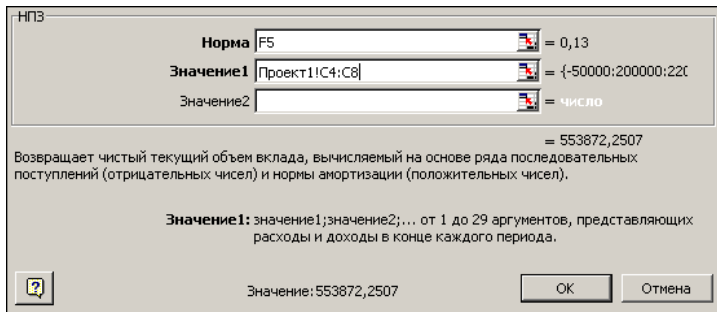 НПЗ
Норма F5 = 0,13
Значение1 Проект1!C4:C8 = {-50000:200000:220
Значение2 = число
= 553872,2507
Возвращает чистый текущий объем вклада, вычисляемый на основе ряда последовательных
поступлений (отрицательных чисел) и нормы амортизации (положительных чисел).
Значение1: значение1;значение2;... от 1 до 29 аргументов, представляющих
расходы и доходы в конце каждого периода.
Значение:553872,2507 ОК Отмена